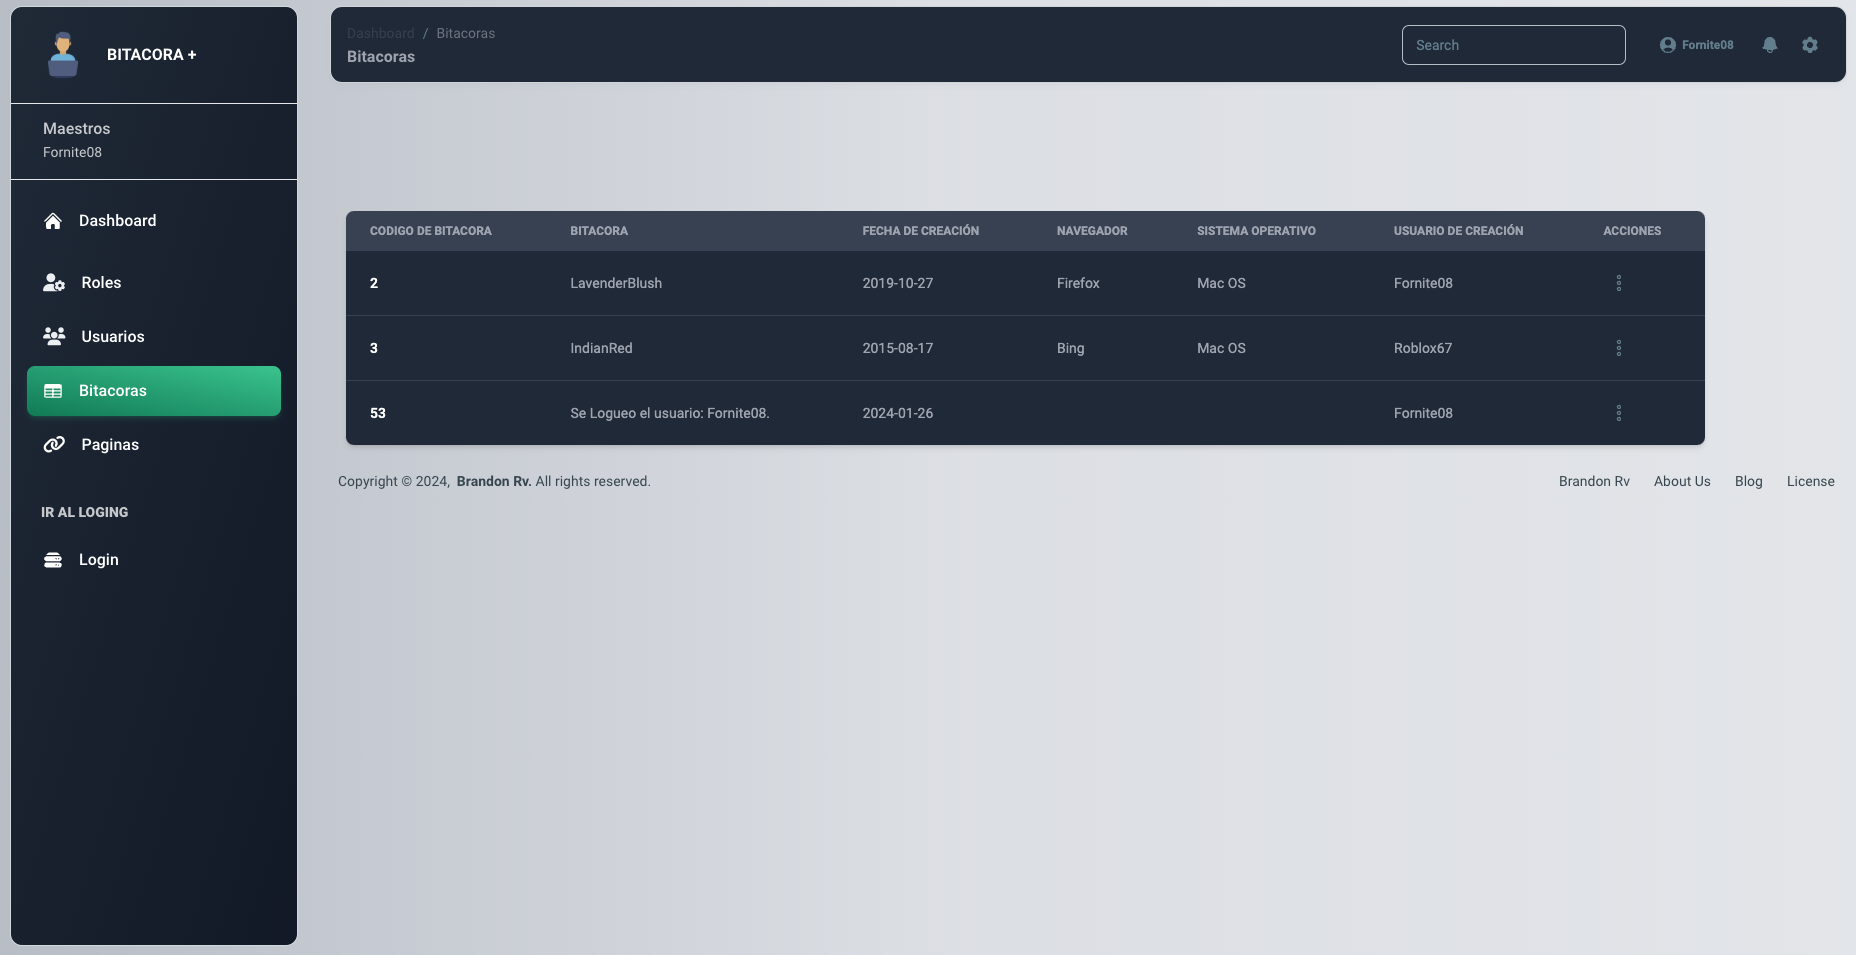 BITACORA +
Maestros
Fornite08
Dashboard
Roles
Usuarios
Bitacoras
Paginas
IR AL LOGING
Login
Dashboard / Bitacoras
Bitacoras
Search
Fornite08
CODIGO DE BITACORA BITACORA FECHA DE CREACIÓN NAVEGADOR SISTEMA OPERATIVO USUARIO DE CREACIÓN ACCIONES
2 LavenderBlush 2019-10-27 Firefox Mac OS Fornite08
3 IndianRed 2015-08-17 Bing Mac OS Roblox67
53 Se Logueo el usuario: Fornite08. 2024-01-26 Fornite08
Copyright © 2024, Brandon Rv. All rights reserved. Brandon Rv About Us Blog License